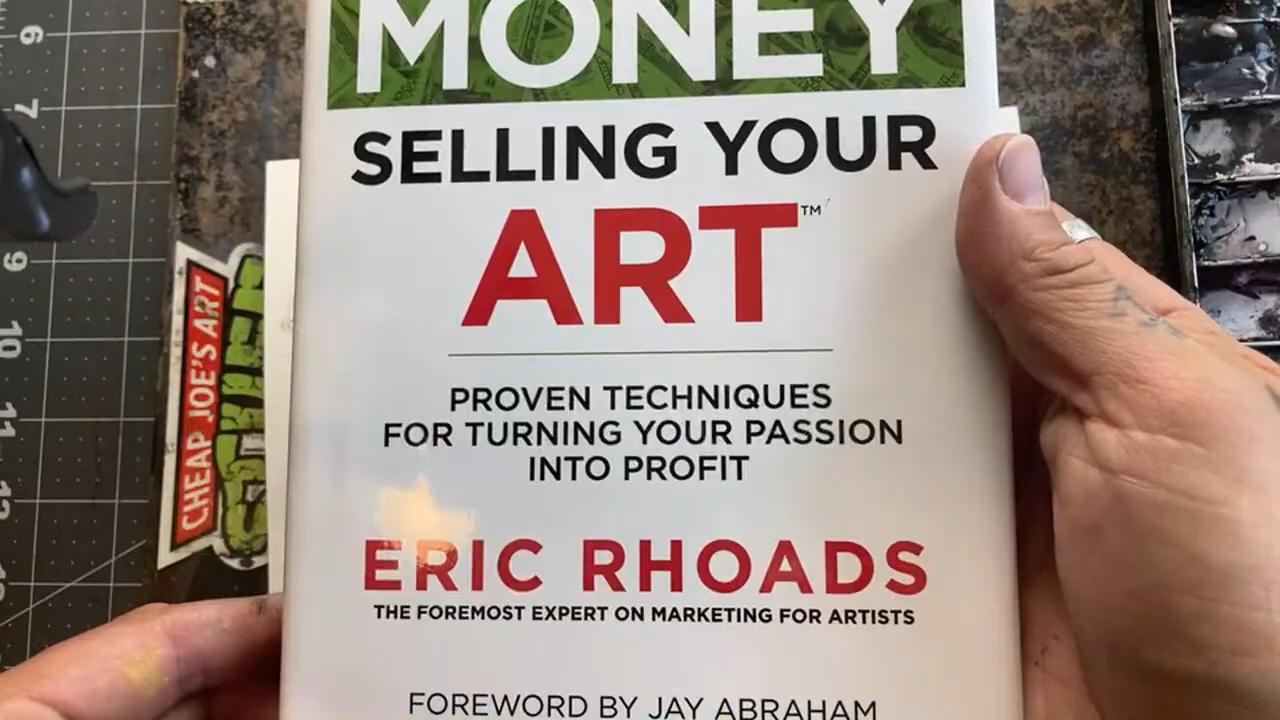 MONEY
SELLING YOUR
ART™
PROVEN TECHNIQUES
FOR TURNING YOUR PASSION
INTO PROFIT
ERIC RHOADS
THE FOREMOST EXPERT ON MARKETING FOR ARTISTS
FOREWORD BY JAY ABRAHAM
CHEAP JOE'S ART
6
7
9
10
11
12